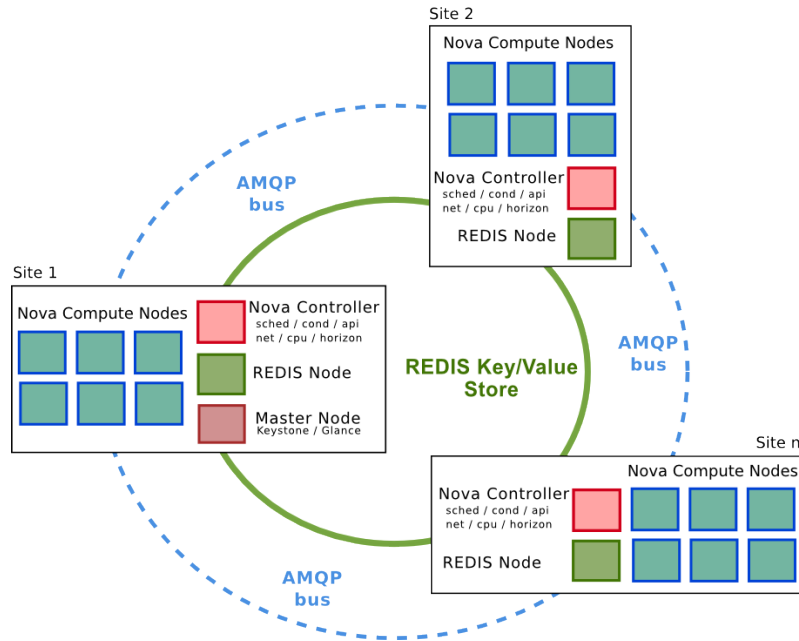 Site 2
Nova Compute Nodes
Nova Controller
sched / cond / api
net / cpu / horizon
REDIS Node
AMQP
bus
Site 1
Nova Compute Nodes
Nova Controller
sched / cond / api
net / cpu / horizon
REDIS Node
Master Node
Keystone / Glance
REDIS Key/Value
Store
AMQP
bus
Site n
Nova Compute Nodes
Nova Controller
sched / cond / api
net / cpu / horizon
REDIS Node
AMQP
bus